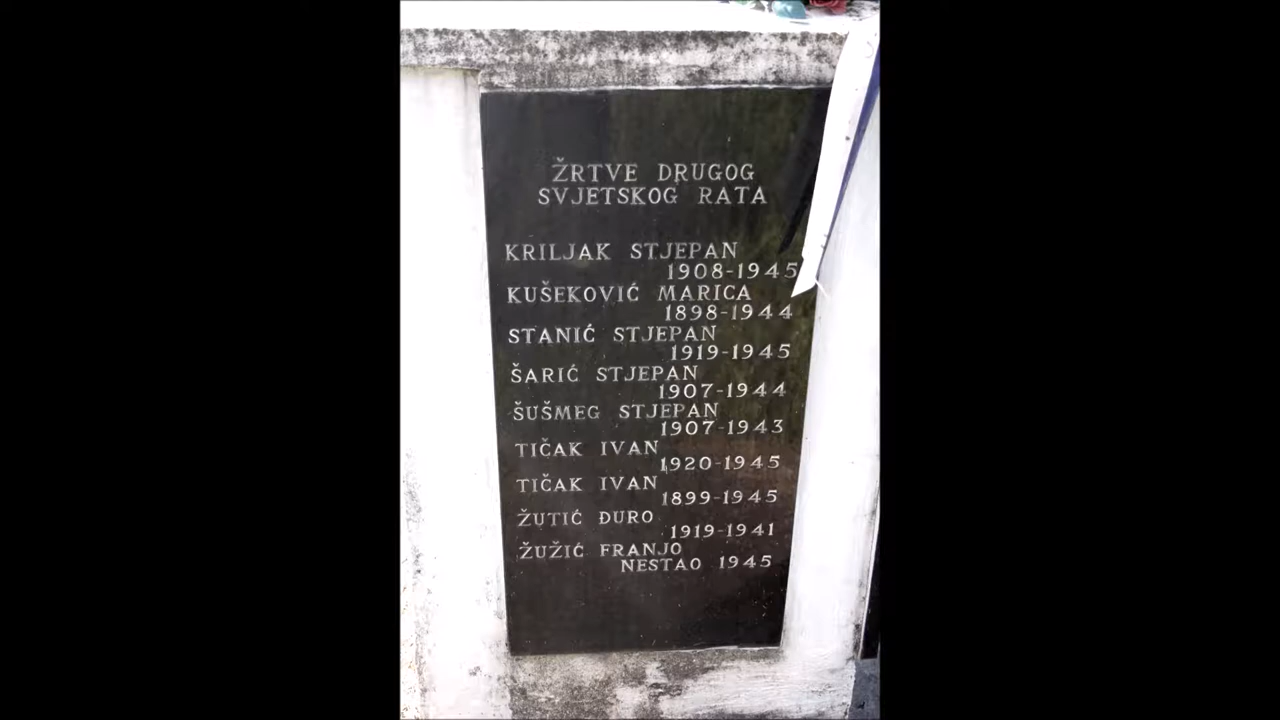 ŽRTVE DRUGOG
SVJETSKOG RATA
KRILJAK STJEPAN
1908-1945
KUŠEKOVIĆ MARICA
1898-1944
STANIĆ STJEPAN
1919-1945
ŠARIĆ STJEPAN
1907-1944
ŠUŠMEG STJEPAN
1907-1943
TIČAK IVAN
1920-1945
TIČAK IVAN
1899-1945
ŽUTIĆ ĐURO
1919-1941
ŽUŽIĆ FRANJO
NESTAO 1945